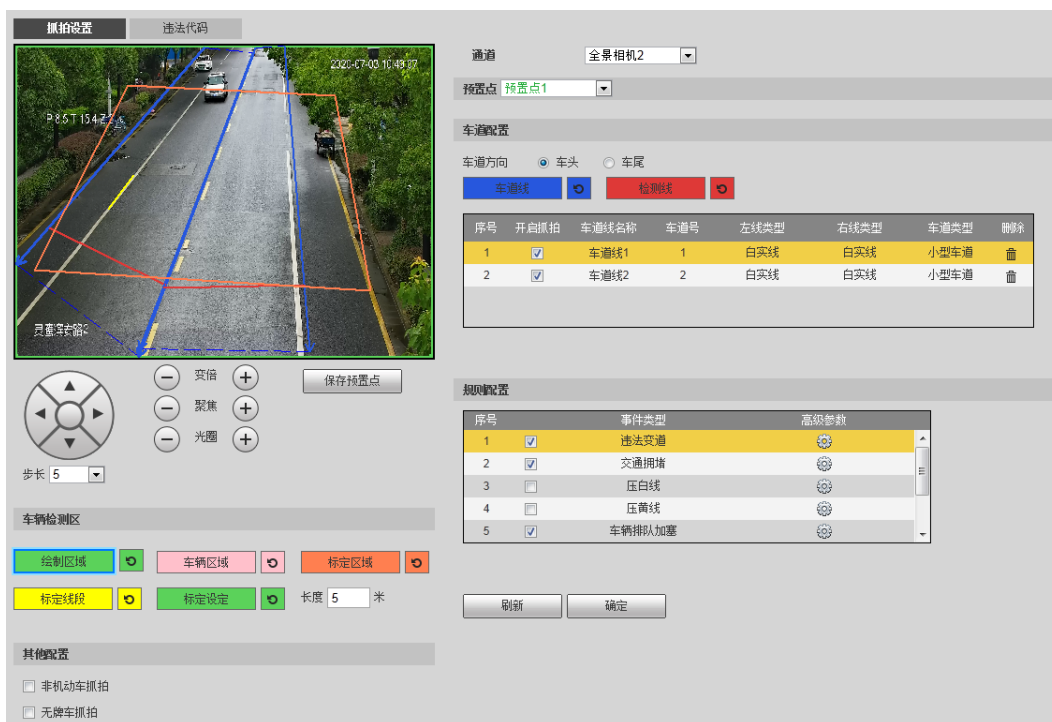 抓拍设置
违法代码
2020-07-03 10:49:07
灵童浑安路2
通道
全景相机2
预置点
预置点1
车道配置
车道方向
车头
车尾
车道线
检测线
序号 开启抓拍 车道线名称 车道号 左线类型 右线类型 车道类型 删除
1 车道线1 1 白实线 白实线 小型车道
2 车道线2 2 白实线 白实线 小型车道
变倍
聚焦
光圈
保存预置点
步长 5
规则配置
序号 事件类型 高级参数
1 违法变道
2 交通拥堵
3 压白线
4 压黄线
5 车辆排队加塞
刷新
确定
车辆检测区
绘制区域
车辆区域
标定区域
标定线段
标定设定
长度 5 米
其他配置
非机动车抓拍
无牌车抓拍